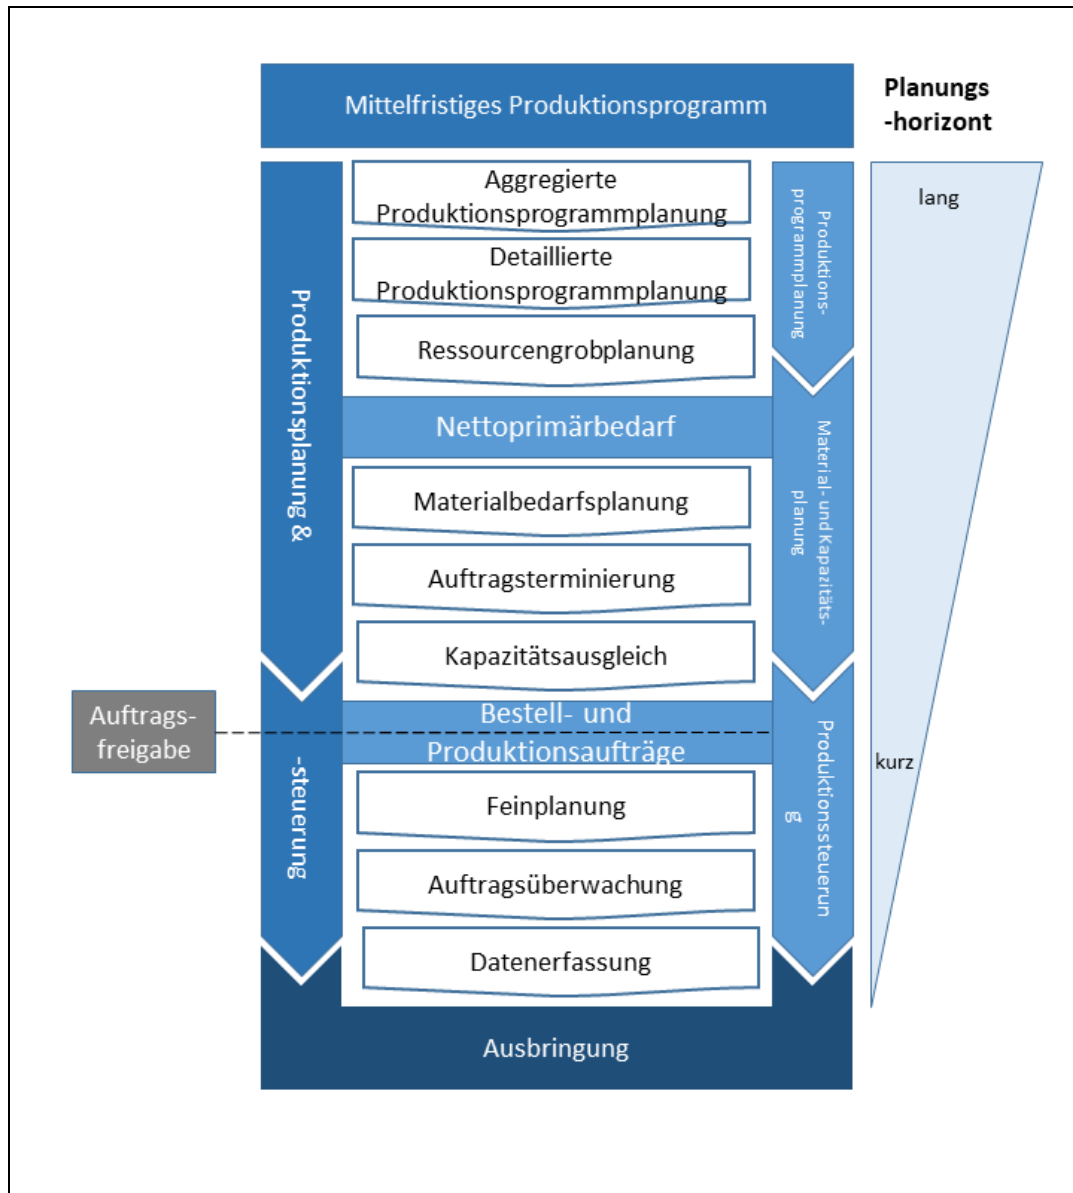 Mittelfristiges Produktionsprogramm
Planungs
-horizont
Aggregierte
Produktionsprogrammplanung
Detaillierte
Produktionsprogrammplanung
Ressourcengrobplanung
Nettoprimärbedarf
Materialbedarfsplanung
Auftragsterminierung
Kapazitätsausgleich
Bestell- und
Produktionsaufträge
Feinplanung
Auftragsüberwachung
Datenerfassung
Ausbringung
Produktionsplanung &
-steuerung
Auftrags-
freigabe
Produktions-
programmplanung
Material- und Kapazitäts-
planung
Produktionssteuerun
g
lang
kurz